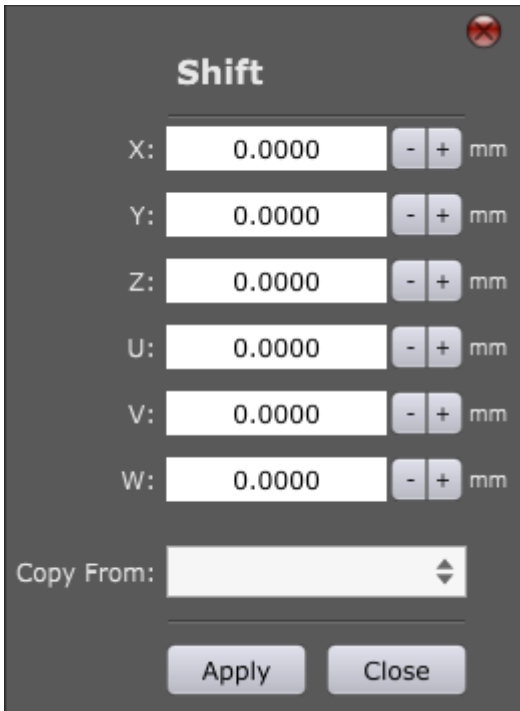 Shift
X: 0.0000 - + mm
Y: 0.0000 - + mm
Z: 0.0000 - + mm
U: 0.0000 - + mm
V: 0.0000 - + mm
W: 0.0000 - + mm
Copy From:
Apply Close